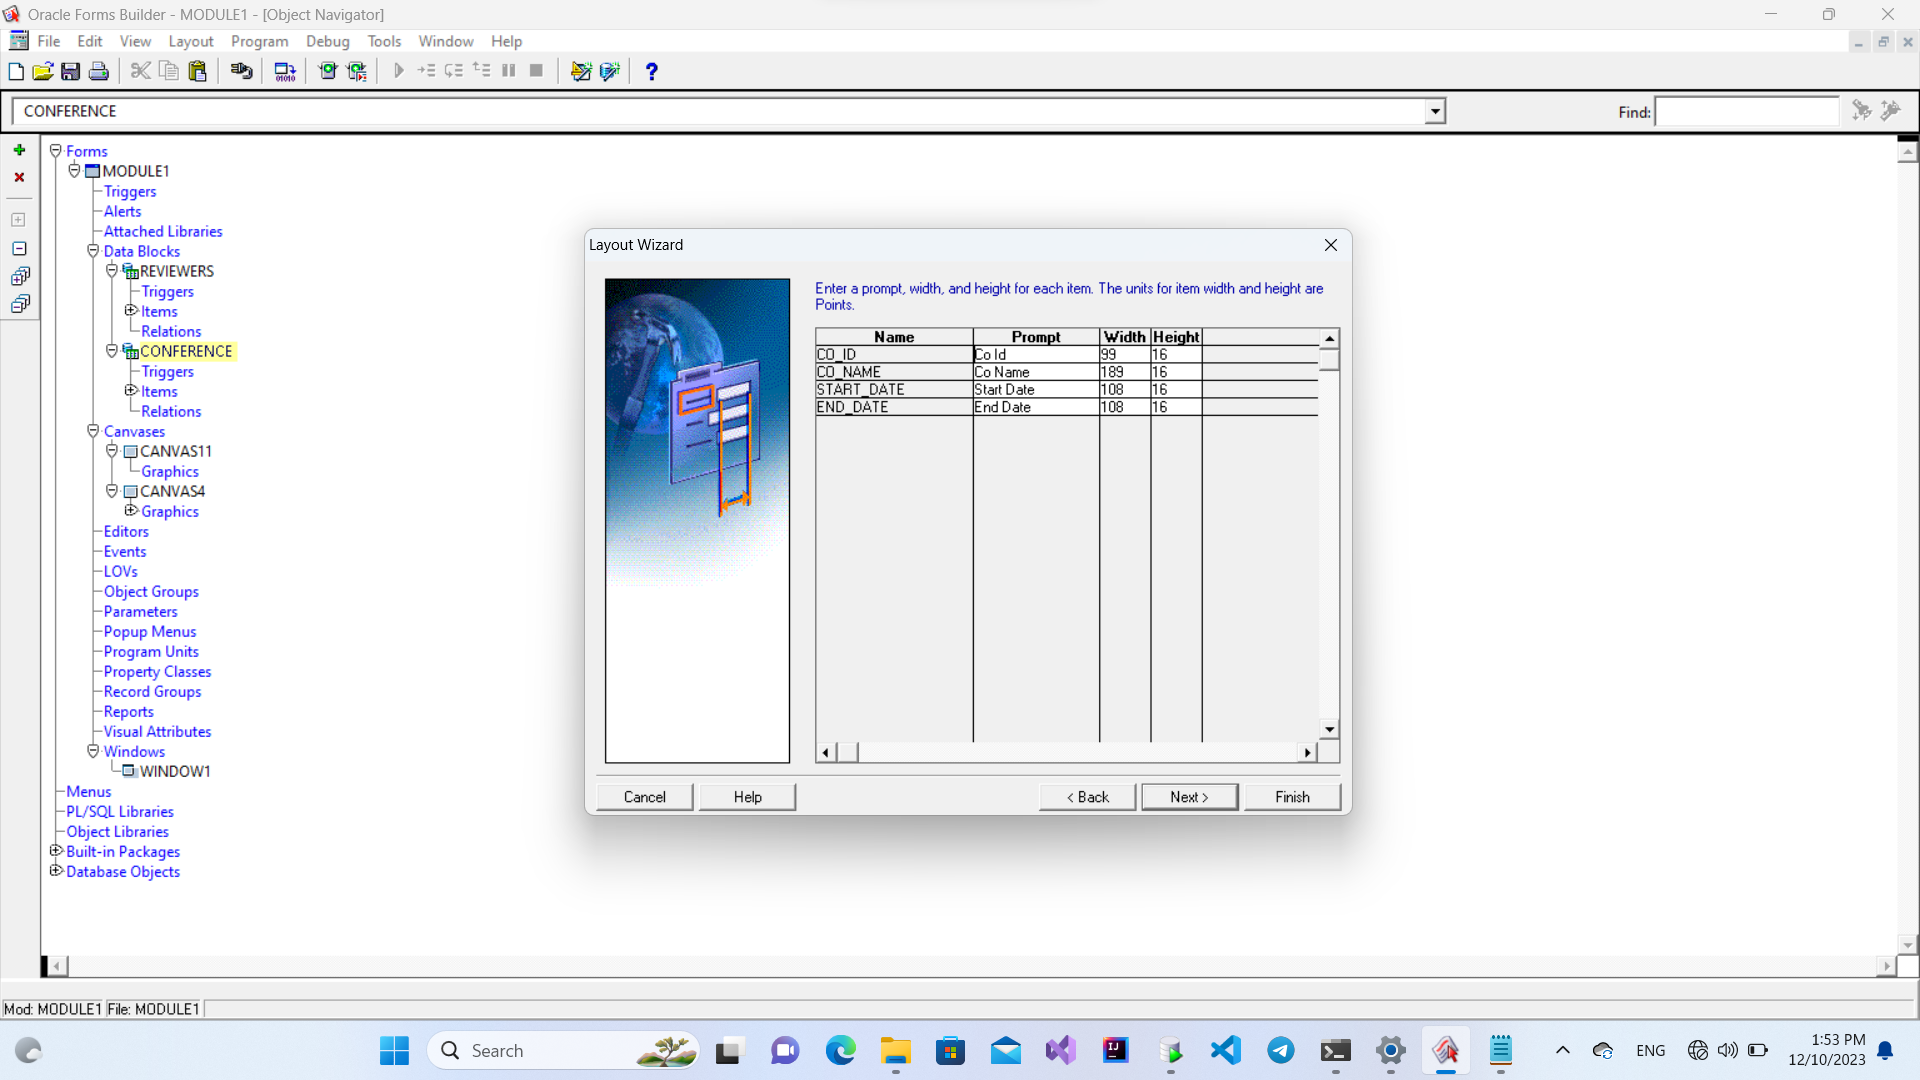 Oracle Forms Builder - MODULE1 - [Object Navigator]
File Edit View Layout Program Debug Tools Window Help
CONFERENCE
Find:
Forms
MODULE1
Triggers
Alerts
Attached Libraries
Data Blocks
REVIEWERS
Triggers
Items
Relations
CONFERENCE
Triggers
Items
Relations
Canvases
CANVAS11
Graphics
CANVAS4
Graphics
Editors
Events
LOVs
Object Groups
Parameters
Popup Menus
Program Units
Property Classes
Record Groups
Reports
Visual Attributes
Windows
WINDOW1
Menus
PL/SQL Libraries
Object Libraries
Built-in Packages
Database Objects
Layout Wizard
Enter a prompt, width, and height for each item. The units for item width and height are
Points.
Name Prompt Width Height
CO_ID Co Id 99 16
CO_NAME Co Name 189 16
START_DATE Start Date 108 16
END_DATE End Date 108 16
Cancel Help < Back Next > Finish
Mod: MODULE1 File: MODULE1
Search
ENG
1:53 PM
12/10/2023